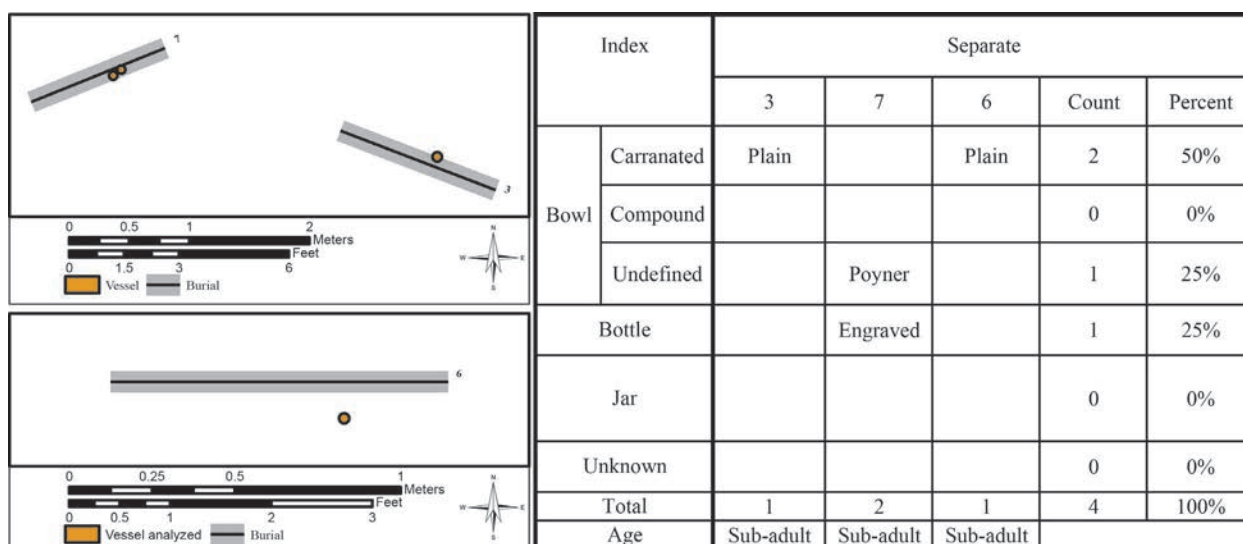 7
3
0 0.5 1 2
Meters
Feet
0 1.5 3 6
N
W E
S
Vessel Burial
6
0 0.25 0.5 1
Meters
Feet
0 0.5 1 2 3
N
W E
S
Vessel analyzed Burial
Index Separate
3 7 6 Count Percent
Bowl Carranated Plain Plain 2 50%
Compound 0 0%
Undefined Poyner 1 25%
Bottle Engraved 1 25%
Jar 0 0%
Unknown 0 0%
Total 1 2 1 4 100%
Age Sub-adult Sub-adult Sub-adult